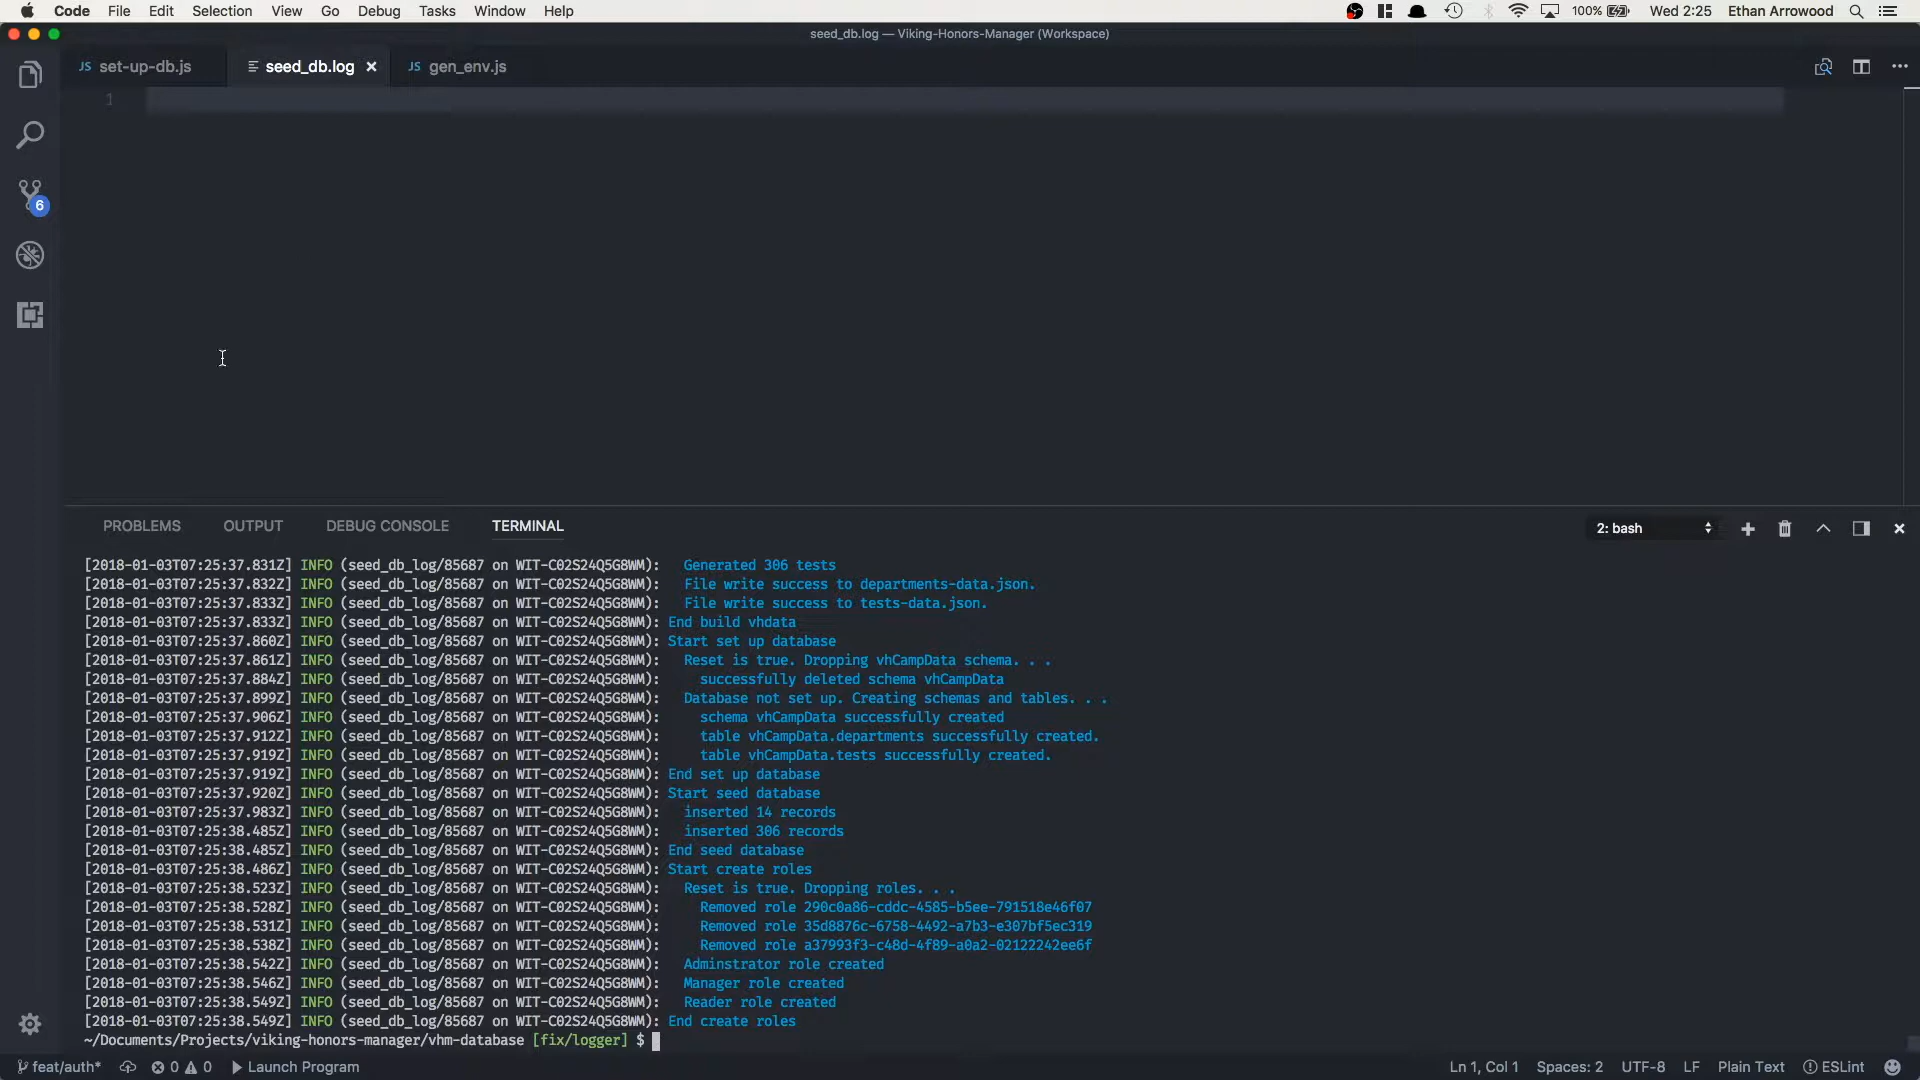 Code File Edit Selection View Go Debug Tasks Window Help 100% Wed 2:25 Ethan Arrowood
seed_db.log — Viking-Honors-Manager (Workspace)
JS set-up-db.js seed_db.log × JS gen_env.js
1
6
PROBLEMS OUTPUT DEBUG CONSOLE TERMINAL 2: bash
[2018-01-03T07:25:37.831Z] INFO (seed_db_log/85687 on WIT-C02S24Q5G8WM): Generated 306 tests
[2018-01-03T07:25:37.832Z] INFO (seed_db_log/85687 on WIT-C02S24Q5G8WM): File write success to departments-data.json.
[2018-01-03T07:25:37.833Z] INFO (seed_db_log/85687 on WIT-C02S24Q5G8WM): File write success to tests-data.json.
[2018-01-03T07:25:37.833Z] INFO (seed_db_log/85687 on WIT-C02S24Q5G8WM): End build vhdata
[2018-01-03T07:25:37.860Z] INFO (seed_db_log/85687 on WIT-C02S24Q5G8WM): Start set up database
[2018-01-03T07:25:37.861Z] INFO (seed_db_log/85687 on WIT-C02S24Q5G8WM): Reset is true. Dropping vhCampData schema. . .
[2018-01-03T07:25:37.884Z] INFO (seed_db_log/85687 on WIT-C02S24Q5G8WM): successfully deleted schema vhCampData
[2018-01-03T07:25:37.899Z] INFO (seed_db_log/85687 on WIT-C02S24Q5G8WM): Database not set up. Creating schemas and tables. . .
[2018-01-03T07:25:37.906Z] INFO (seed_db_log/85687 on WIT-C02S24Q5G8WM): schema vhCampData successfully created
[2018-01-03T07:25:37.912Z] INFO (seed_db_log/85687 on WIT-C02S24Q5G8WM): table vhCampData.departments successfully created.
[2018-01-03T07:25:37.919Z] INFO (seed_db_log/85687 on WIT-C02S24Q5G8WM): table vhCampData.tests successfully created.
[2018-01-03T07:25:37.919Z] INFO (seed_db_log/85687 on WIT-C02S24Q5G8WM): End set up database
[2018-01-03T07:25:37.920Z] INFO (seed_db_log/85687 on WIT-C02S24Q5G8WM): Start seed database
[2018-01-03T07:25:37.983Z] INFO (seed_db_log/85687 on WIT-C02S24Q5G8WM): inserted 14 records
[2018-01-03T07:25:38.485Z] INFO (seed_db_log/85687 on WIT-C02S24Q5G8WM): inserted 306 records
[2018-01-03T07:25:38.485Z] INFO (seed_db_log/85687 on WIT-C02S24Q5G8WM): End seed database
[2018-01-03T07:25:38.486Z] INFO (seed_db_log/85687 on WIT-C02S24Q5G8WM): Start create roles
[2018-01-03T07:25:38.523Z] INFO (seed_db_log/85687 on WIT-C02S24Q5G8WM): Reset is true. Dropping roles. . .
[2018-01-03T07:25:38.528Z] INFO (seed_db_log/85687 on WIT-C02S24Q5G8WM): Removed role 290c0a86-cddc-4585-b5ee-791518e46f07
[2018-01-03T07:25:38.531Z] INFO (seed_db_log/85687 on WIT-C02S24Q5G8WM): Removed role 35d8876c-6758-4492-a7b3-e307bf5ec319
[2018-01-03T07:25:38.538Z] INFO (seed_db_log/85687 on WIT-C02S24Q5G8WM): Removed role a37993f3-c48d-4f89-a0a2-02122242ee6f
[2018-01-03T07:25:38.542Z] INFO (seed_db_log/85687 on WIT-C02S24Q5G8WM): Adminstrator role created
[2018-01-03T07:25:38.546Z] INFO (seed_db_log/85687 on WIT-C02S24Q5G8WM): Manager role created
[2018-01-03T07:25:38.549Z] INFO (seed_db_log/85687 on WIT-C02S24Q5G8WM): Reader role created
[2018-01-03T07:25:38.549Z] INFO (seed_db_log/85687 on WIT-C02S24Q5G8WM): End create roles
~/Documents/Projects/viking-honors-manager/vhm-database [fix/logger] $
feat/auth* 0 0 Launch Program Ln 1, Col 1 Spaces: 2 UTF-8 LF Plain Text ESLint